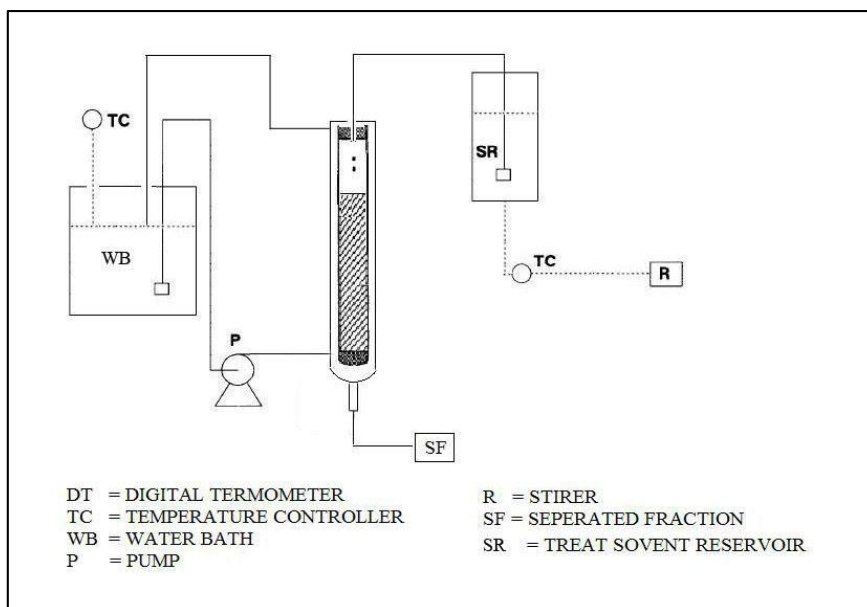 TC
SR
WB
TC
R
P
SF
DT = DIGITAL TERMOMETER
TC = TEMPERATURE CONTROLLER
WB = WATER BATH
P = PUMP
R = STIRER
SF = SEPERATED FRACTION
SR = TREAT SOVENT RESERVOIR